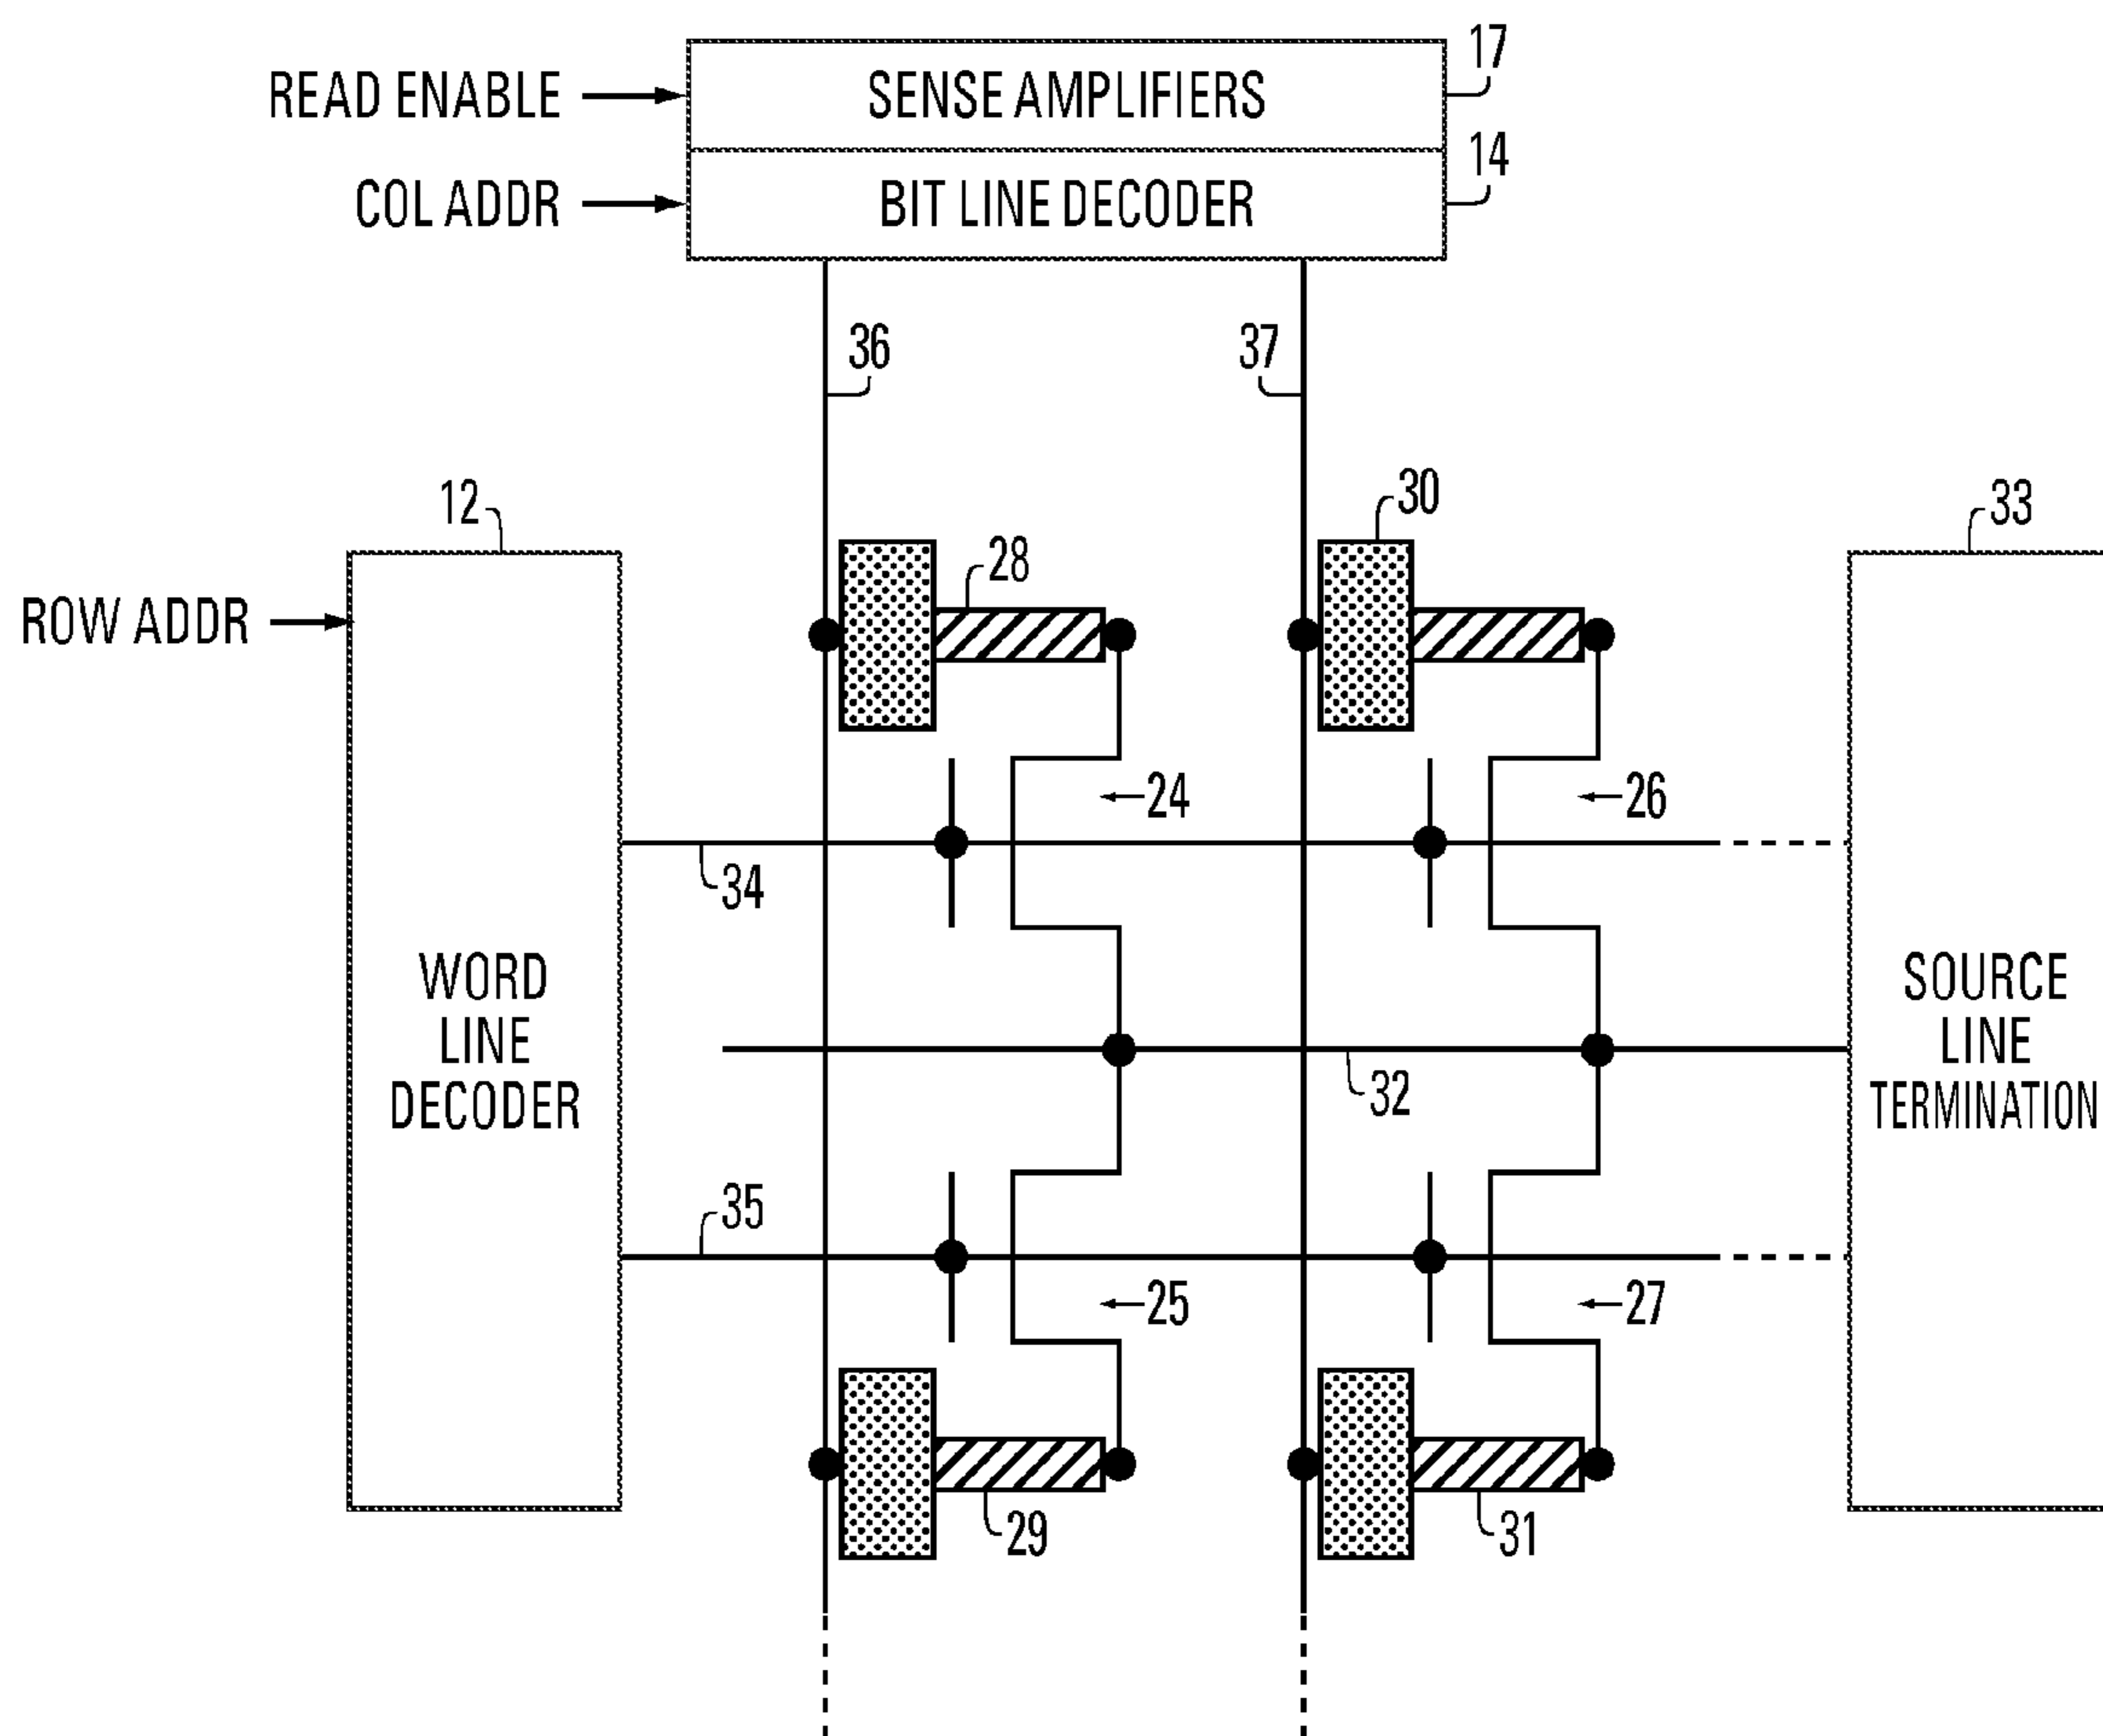 17
READ ENABLE
SENSE AMPLIFIERS
14
COL ADDR
BIT LINE DECODER
36
37
12
30
33
28
ROW ADDR
24
26
34
WORD
LINE
DECODER
SOURCE
LINE
TERMINATION
32
35
25
27
29
31